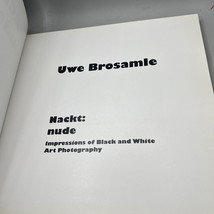 Uwe Brosamle
Nackt:
nude
Impressions of Black and White
Art Photography